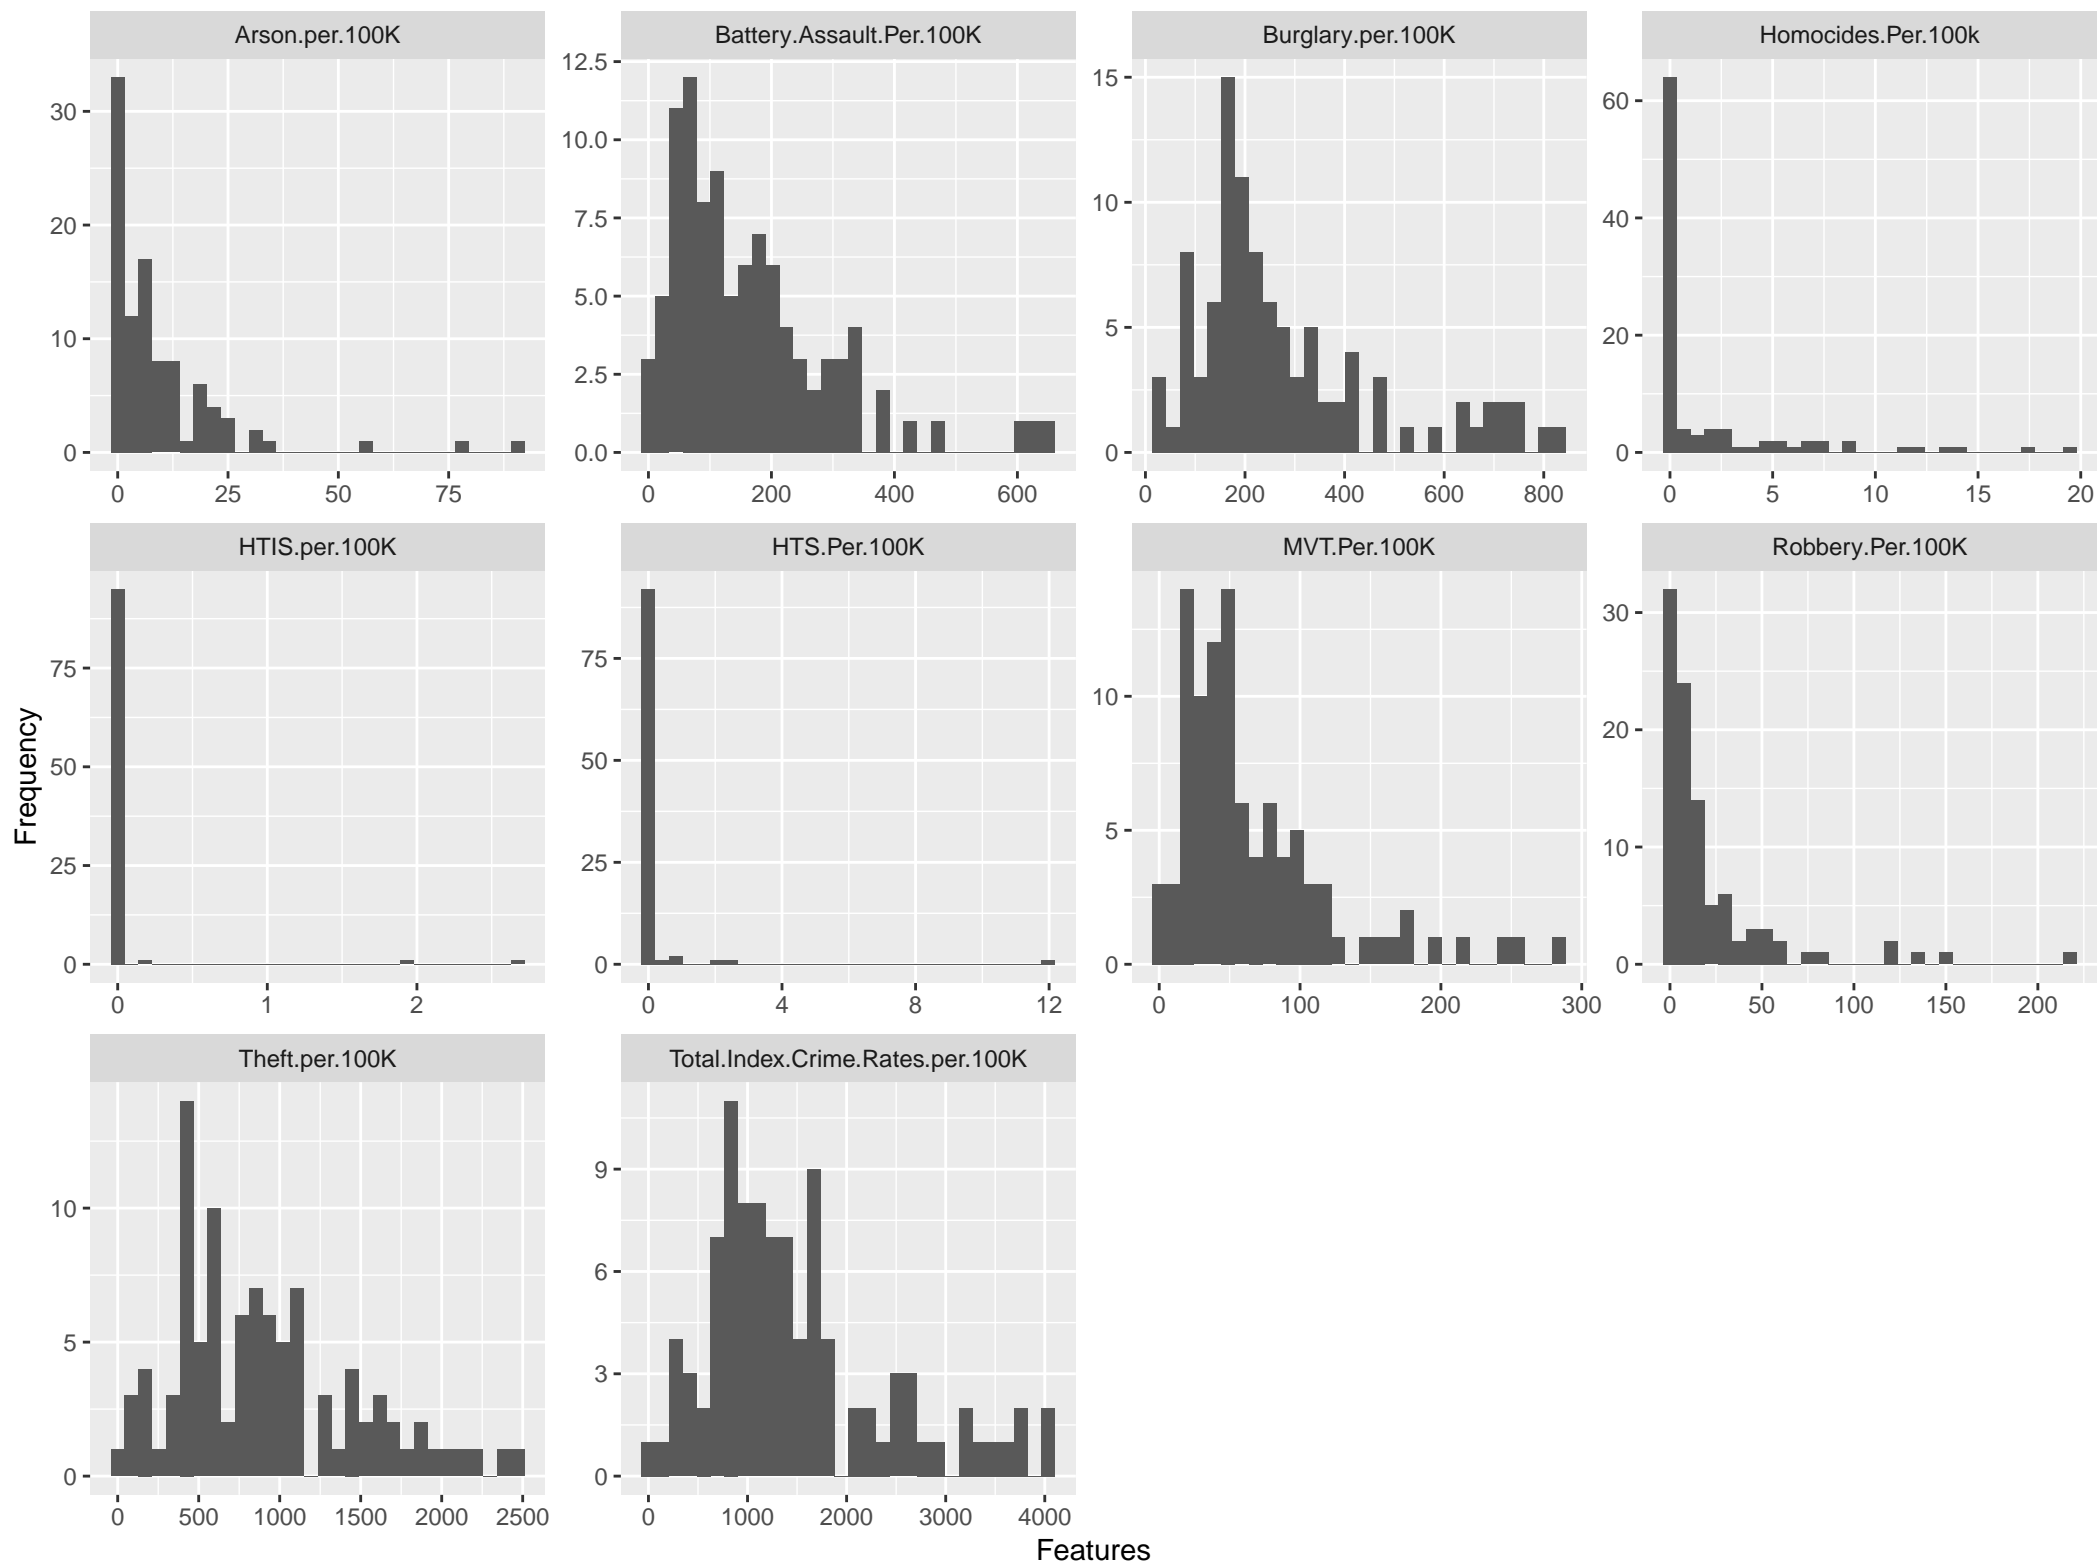 Arson.per.100K
Battery.Assault.Per.100K
Burglary.per.100K
Homocides.Per.100k
30
20
10
0
0 25 50 75
12.5
10.0
7.5
5.0
2.5
0.0
0 200 400 600
15
10
5
0
0 200 400 600 800
60
40
20
0
0 5 10 15 20
HTIS.per.100K
HTS.Per.100K
MVT.Per.100K
Robbery.Per.100K
75
50
25
0
0 1 2
75
50
25
0
0 4 8 12
10
5
0
0 100 200 300
30
20
10
0
0 50 100 150 200
Theft.per.100K
Total.Index.Crime.Rates.per.100K
10
5
0
0 500 1000 1500 2000 2500
9
6
3
0
0 1000 2000 3000 4000
Frequency
Features